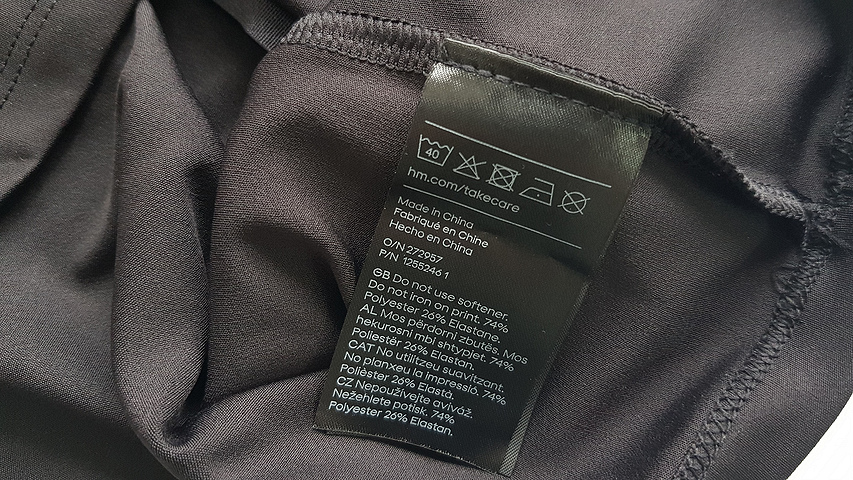 40
hm.com/takecare
Made in China
Fabriqué en Chine
Hecho en China
O/N 272957
P/N 1255246 1
GB Do not use softener.
Do not iron on print. 74%
Polyester 26% Elastane.
AL Mos përdorni zbutës. Mos
hekurosni mbi shtypjet. 74%
Poliestër 26% Elastan.
CAT No utilitzeu suavitzant.
No planxeu la impressió. 74%
Polièster 26% Elastà.
CZ Nepoužívejte aviváž.
Nežehlete potisk. 74%
Polyester 26% Elastan.